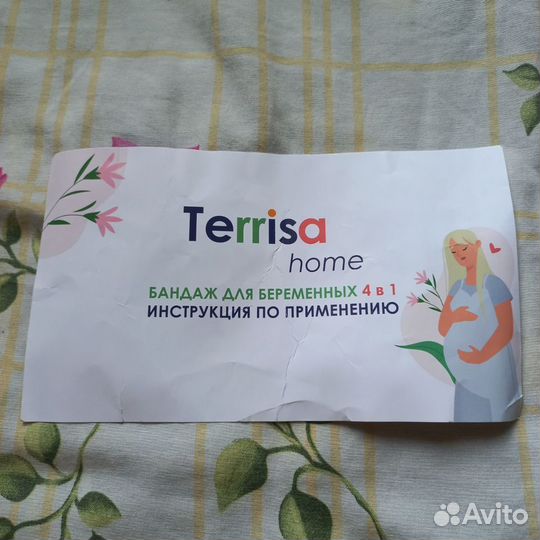 Terrisa
home
БАНДАЖ ДЛЯ БЕРЕМЕННЫХ 4 в 1
ИНСТРУКЦИЯ ПО ПРИМЕНЕНИЮ
Avito